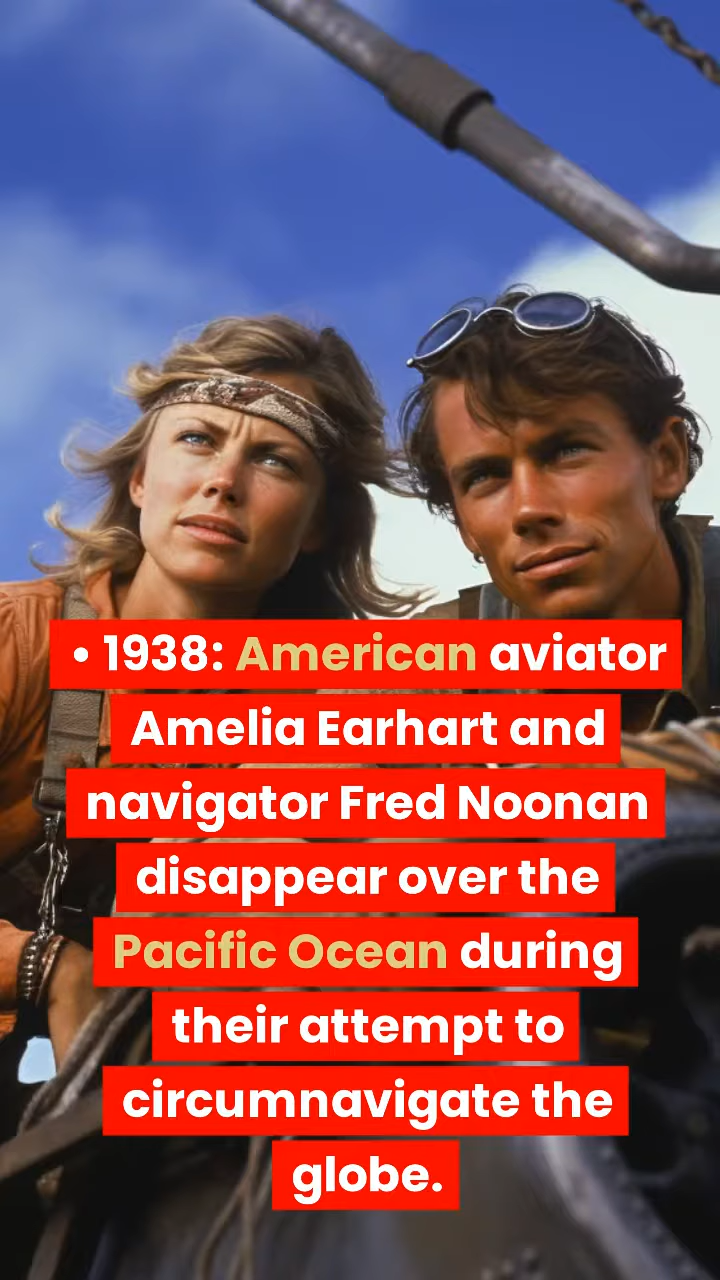 • 1938: American aviator
Amelia Earhart and
navigator Fred Noonan
disappear over the
Pacific Ocean during
their attempt to
circumnavigate the
globe.